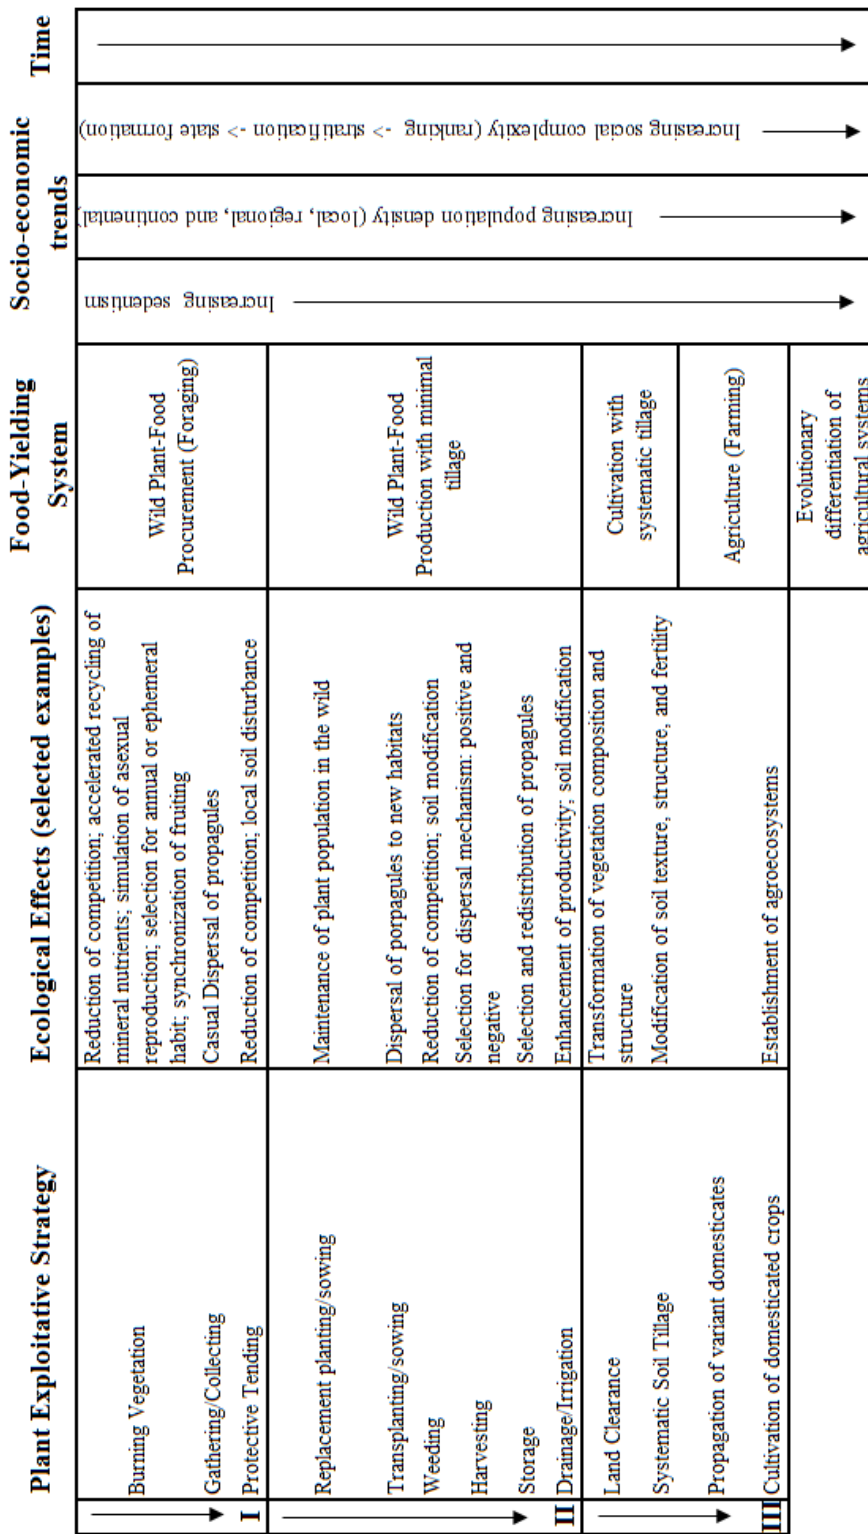 Plant Exploitative Strategy
Ecological Effects (selected examples)
Food-Yielding
System
Socio-economic
trends
Time
Burning Vegetation
Gathering/Collecting
I
Protective Tending
Reduction of competition; accelerated recycling of
mineral nutrients; simulation of asexual
reproduction; selection for annual or ephemeral
habit; synchronization of fruiting
Casual Dispersal of propagules
Reduction of competition; local soil disturbance
Wild Plant-Food
Procurement (Foraging)
Replacement planting/sowing
Transplanting/sowing
Weeding
Harvesting
Storage
II
Drainage/Irrigation
Maintenance of plant population in the wild
Dispersal of porpagules to new habitats
Reduction of competition; soil modification
Selection for dispersal mechanism: positive and
negative
Selection and redistribution of propagules
Enhancement of productivity; soil modification
Wild Plant-Food
Production with minimal
tillage
Land Clearance
Systematic Soil Tillage
Transformation of vegetation composition and
structure
Modification of soil texture, structure, and fertility
Cultivation with
systematic tillage
Propagation of variant domesticates
III
Cultivation of domesticated crops
Establishment of agroecosystems
Agriculture (Farming)
Evolutionary
differentiation of
agricultural systems
Increasing sedentism
Increasing population density (local, regional, and continental)
Increasing social complexity (ranking -> stratification -> state formation)